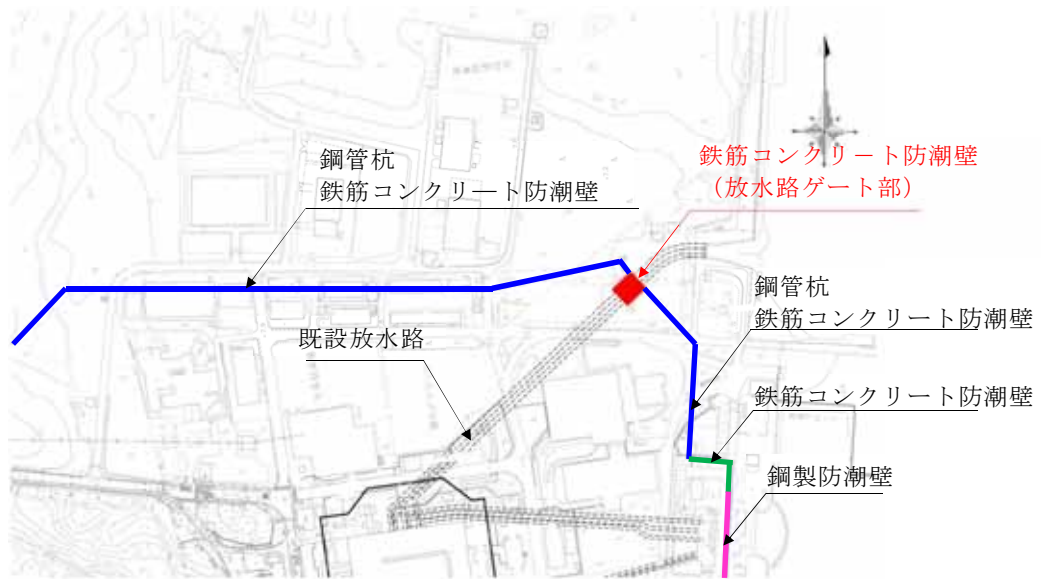 鋼管杭
鉄筋コンクリート防潮壁
鉄筋コンクリート防潮壁
（放水路ゲート部）
鋼管杭
鉄筋コンクリート防潮壁
既設放水路
鉄筋コンクリート防潮壁
鋼製防潮壁